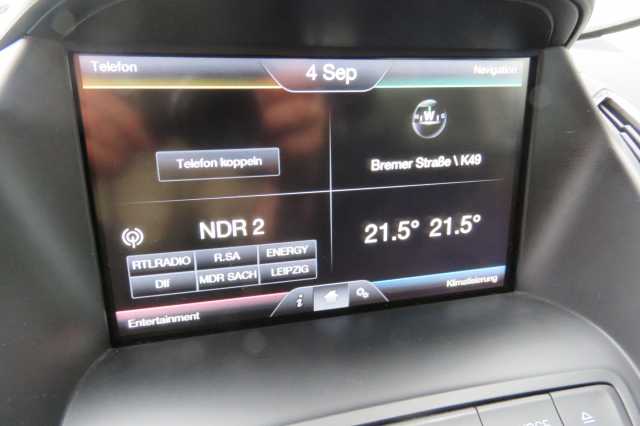 Telefon
4 Sep
Navigation
W
Telefon koppeln
Bremer Straße \ K49
NDR 2
21.5° 21.5°
RTLRADIO R.SA ENERGY
MDR SACH LEIPZIG
i
Entertainment
Klimatisierung